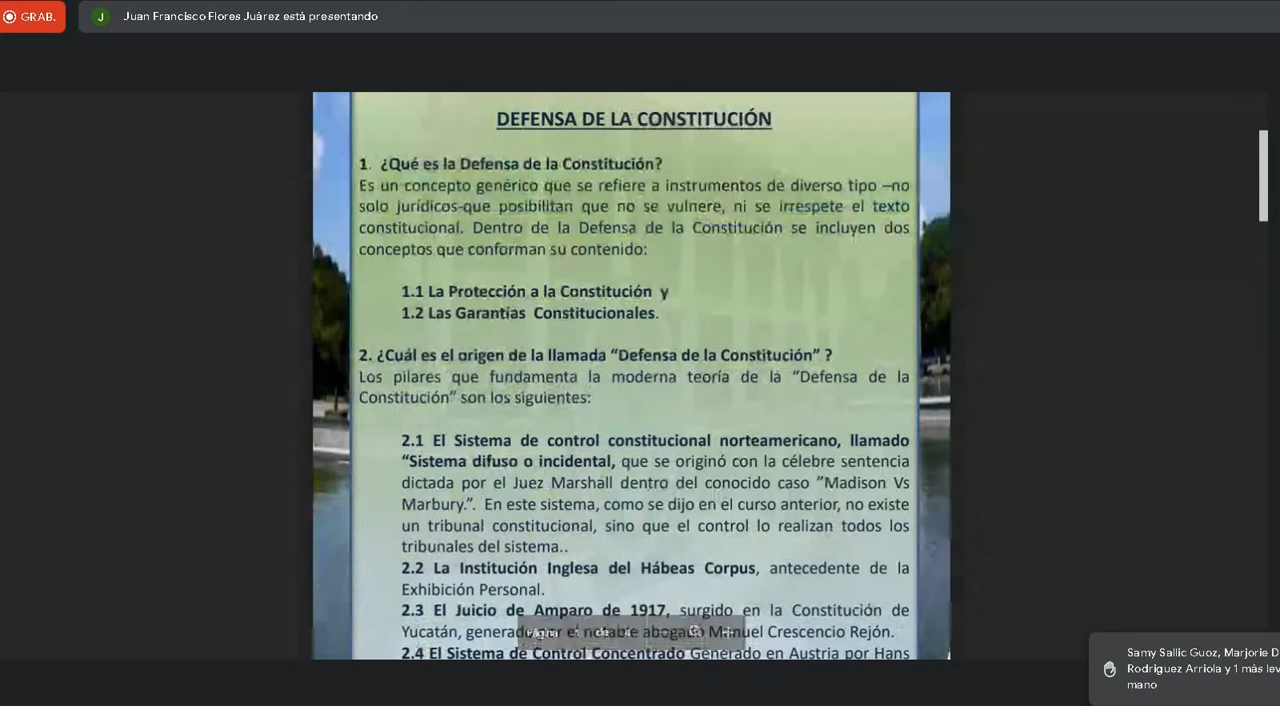 GRAB.
J
Juan Francisco Flores Juárez está presentando
DEFENSA DE LA CONSTITUCIÓN
1. ¿Qué es la Defensa de la Constitución?
Es un concepto genérico que se refiere a instrumentos de diverso tipo –no
solo jurídicos-que posibilitan que no se vulnere, ni se irrespete el texto
constitucional. Dentro de la Defensa de la Constitución se incluyen dos
conceptos que conforman su contenido:
1.1 La Protección a la Constitución y
1.2 Las Garantías Constitucionales.
2. ¿Cuál es el origen de la llamada “Defensa de la Constitución” ?
Los pilares que fundamenta la moderna teoría de la “Defensa de la
Constitución” son los siguientes:
2.1 El Sistema de control constitucional norteamericano, llamado
“Sistema difuso o incidental, que se originó con la célebre sentencia
dictada por el Juez Marshall dentro del conocido caso “Madison Vs
Marbury.”. En este sistema, como se dijo en el curso anterior, no existe
un tribunal constitucional, sino que el control lo realizan todos los
tribunales del sistema..
2.2 La Institución Inglesa del Hábeas Corpus, antecedente de la
Exhibición Personal.
2.3 El Juicio de Amparo de 1917, surgido en la Constitución de
Yucatán, generado por el notable abogado Manuel Crescencio Rejón.
2.4 El Sistema de Control Concentrado Generado en Austria por Hans
Página
Samy Sallic Guoz, Marjorie D
Rodriguez Arriola y 1 más lev
mano